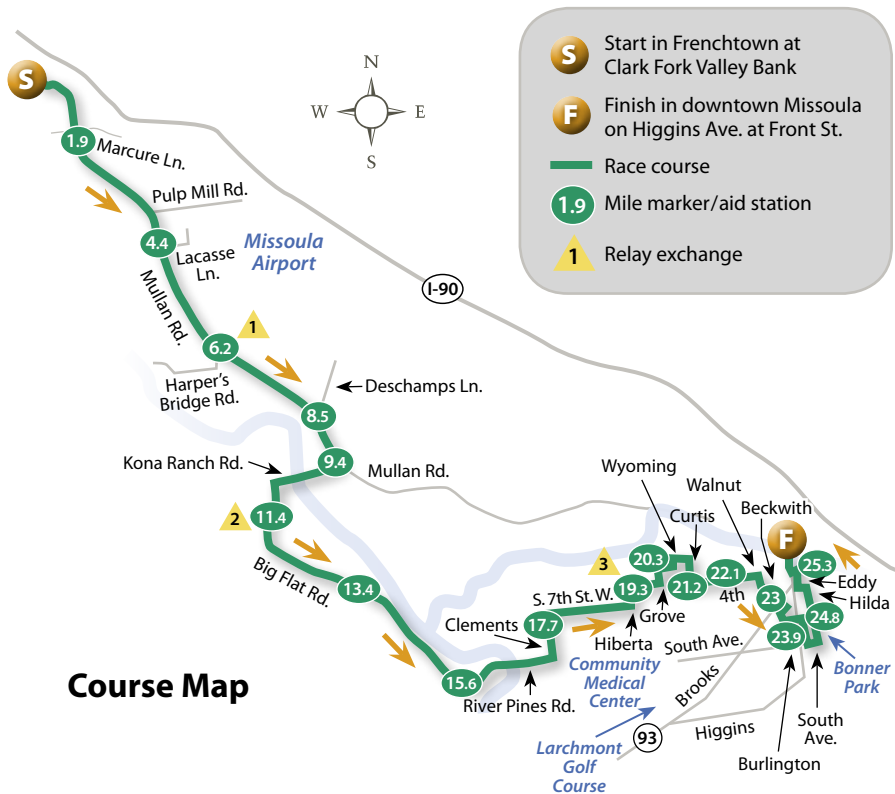 S
Start in Frenchtown at
Clark Fork Valley Bank
F
Finish in downtown Missoula
on Higgins Ave. at Front St.
Race course
1.9
Mile marker/aid station
1
Relay exchange
N
W
E
S
S
1.9
Marcure Ln.
Pulp Mill Rd.
4.4
Lacasse
Ln.
Missoula
Airport
Mullan Rd.
I-90
6.2
1
Harper's
Bridge Rd.
Deschamps Ln.
8.5
9.4
Kona Ranch Rd.
Mullan Rd.
2
11.4
Big Flat Rd.
13.4
15.6
River Pines Rd.
Clements
17.7
S. 7th St. W.
Hiberta
3
19.3
20.3
Wyoming
Grove
Curtis
21.2
22.1
4th
Walnut
Beckwith
23
23.9
F
25.3
Eddy
Hilda
24.8
Bonner
Park
South Ave.
Community
Medical
Center
Brooks
Higgins
South
Ave.
Burlington
93
Larchmont
Golf
Course
Course Map